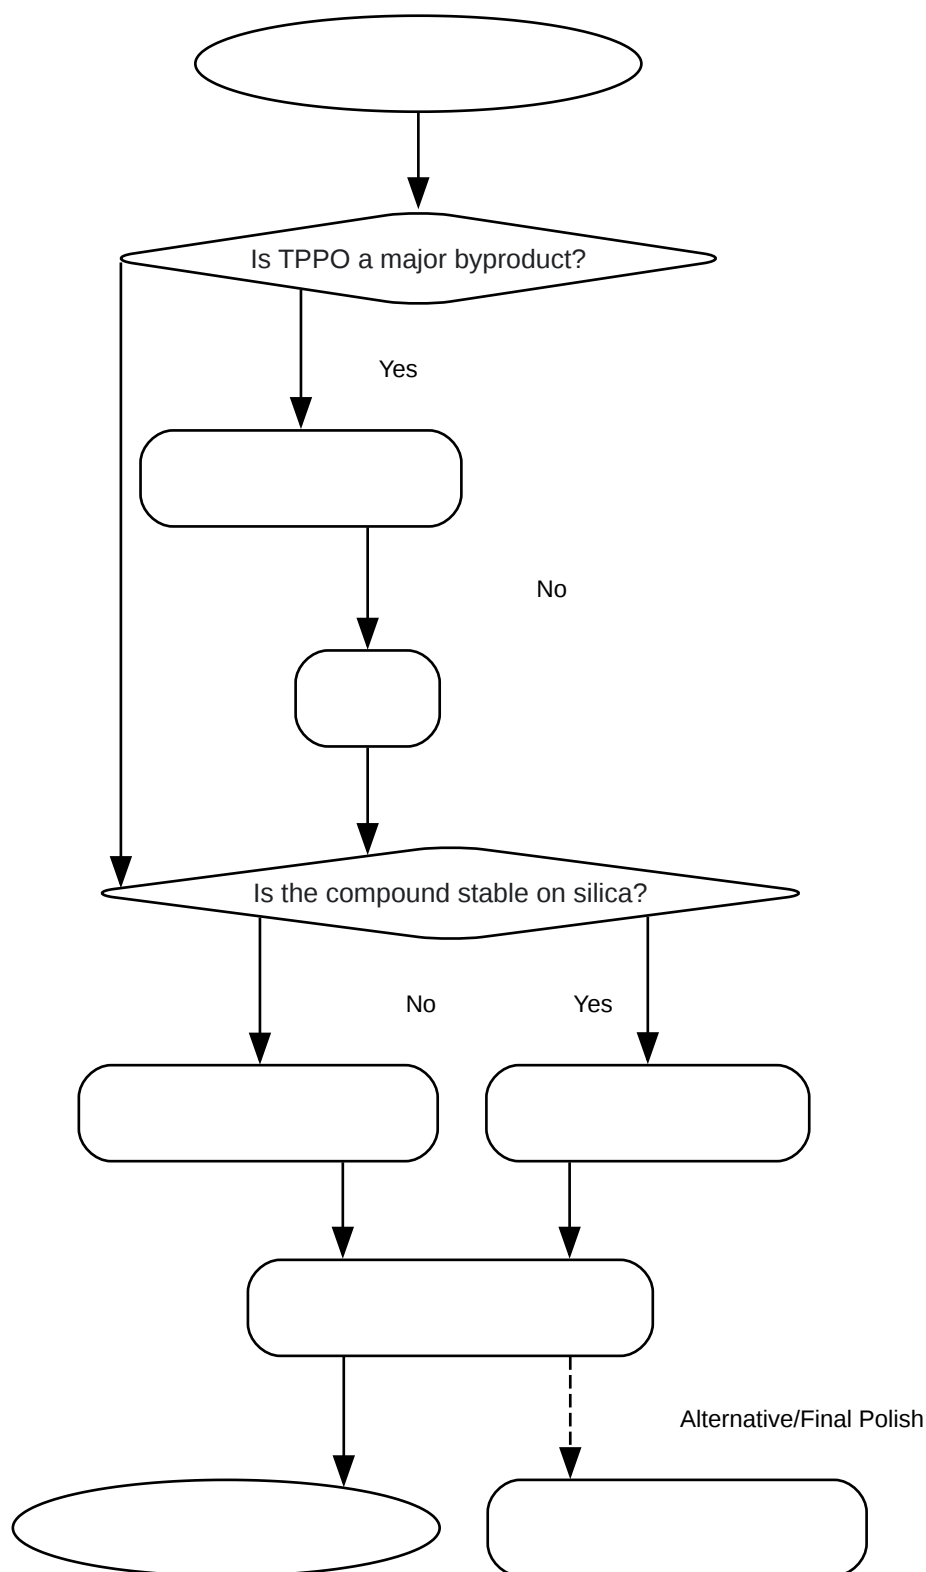 Is TPPO a major byproduct?
Yes
No
Is the compound stable on silica?
No
Yes
Alternative/Final Polish